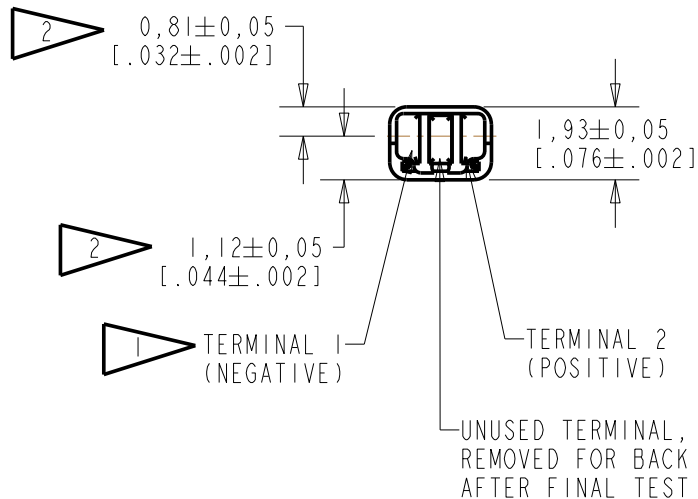 2
0,81±0,05
[.032±.002]
1,93±0,05
[.076±.002]
2
1,12±0,05
[.044±.002]
1
TERMINAL 1
(NEGATIVE)
TERMINAL 2
(POSITIVE)
UNUSED TERMINAL,
REMOVED FOR BACK
AFTER FINAL TEST